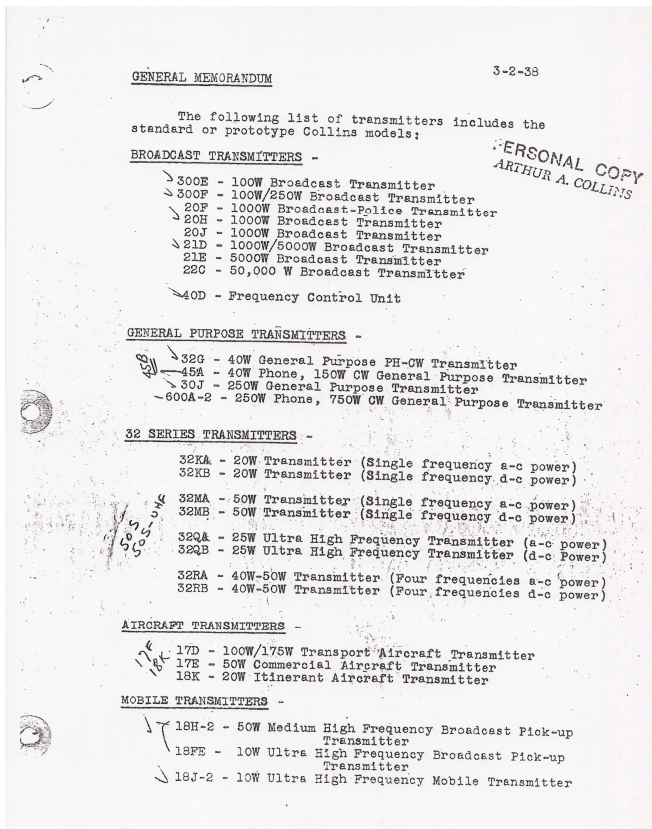 3-2-38
GENERAL MEMORANDUM
The following list of transmitters includes the
standard or prototype Collins models:
PERSONAL COPY
ARTHUR A. COLLINS
BROADCAST TRANSMITTERS -
300E - 100W Broadcast Transmitter
300F - 100W/250W Broadcast Transmitter
20F - 1000W Broadcast-Police Transmitter
20H - 1000W Broadcast Transmitter
20J - 1000W Broadcast Transmitter
21D - 1000W/5000W Broadcast Transmitter
21E - 5000W Broadcast Transmitter
22C - 50,000 W Broadcast Transmitter
40D - Frequency Control Unit
GENERAL PURPOSE TRANSMITTERS -
45B
32G - 40W General Purpose PH-CW Transmitter
45A - 40W Phone, 150W CW General Purpose Transmitter
30J - 250W General Purpose Transmitter
600A-2 - 250W Phone, 750W CW General Purpose Transmitter
32 SERIES TRANSMITTERS -
32KA - 20W Transmitter (Single frequency a-c power)
32KB - 20W Transmitter (Single frequency d-c power)
32MA - 50W Transmitter (Single frequency a-c power)
32MB - 50W Transmitter (Single frequency d-c power)
50S
50S-UHF
32QA - 25W Ultra High Frequency Transmitter (a-c power)
32QB - 25W Ultra High Frequency Transmitter (d-c Power)
32RA - 40W-50W Transmitter (Four frequencies a-c power)
32RB - 40W-50W Transmitter (Four frequencies d-c power)
AIRCRAFT TRANSMITTERS -
17F
18K
17D - 100W/175W Transport Aircraft Transmitter
17E - 50W Commercial Aircraft Transmitter
18K - 20W Itinerant Aircraft Transmitter
MOBILE TRANSMITTERS -
18H-2 - 50W Medium High Frequency Broadcast Pick-up
Transmitter
18FE - 10W Ultra High Frequency Broadcast Pick-up
Transmitter
18J-2 - 10W Ultra High Frequency Mobile Transmitter